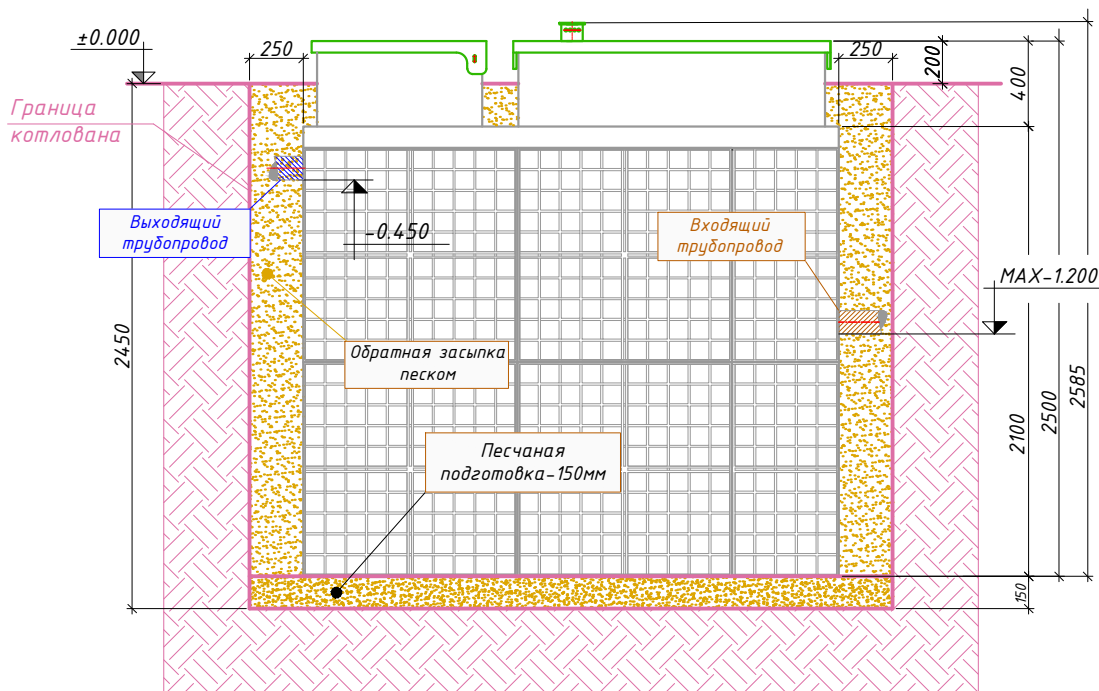 ±0.000
250
250
200
400
Граница
котлована
Выходящий
трубопровод
-0.450
Входящий
трубопровод
MAX-1.200
2450
Обратная засыпка
песком
2100
2500
2585
Песчаная
подготовка-150мм
150